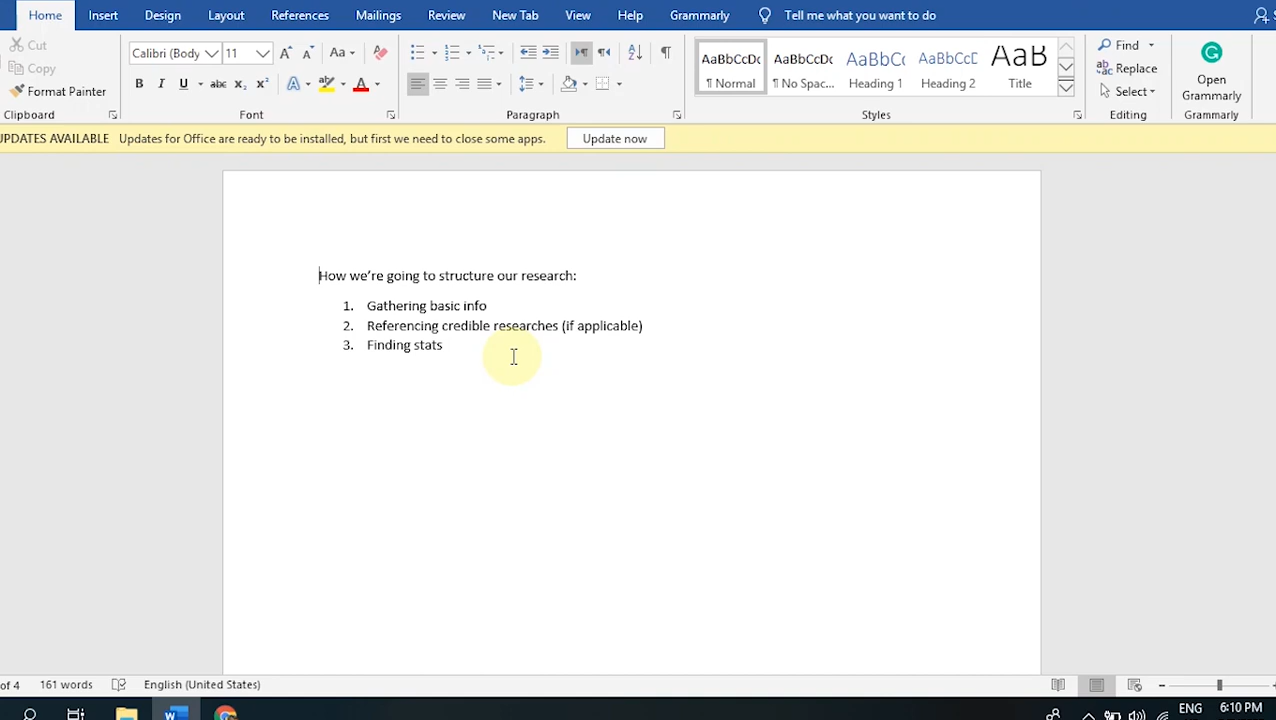 Home Insert Design Layout References Mailings Review New Tab View Help Grammarly Tell me what you want to do
Cut
Copy
Format Painter
Clipboard
Calibri (Body 11
Font
Paragraph
AaBbCcDc AaBbCcDc AaBbCc AaBbCcD AaB
¶ Normal ¶ No Spac... Heading 1 Heading 2 Title
Styles
Find
Replace
Select
Editing
Open
Grammarly
Grammarly
UPDATES AVAILABLE Updates for Office are ready to be installed, but first we need to close some apps. Update now
How we’re going to structure our research:
1. Gathering basic info
2. Referencing credible researches (if applicable)
3. Finding stats
of 4 161 words English (United States)
ENG 6:10 PM